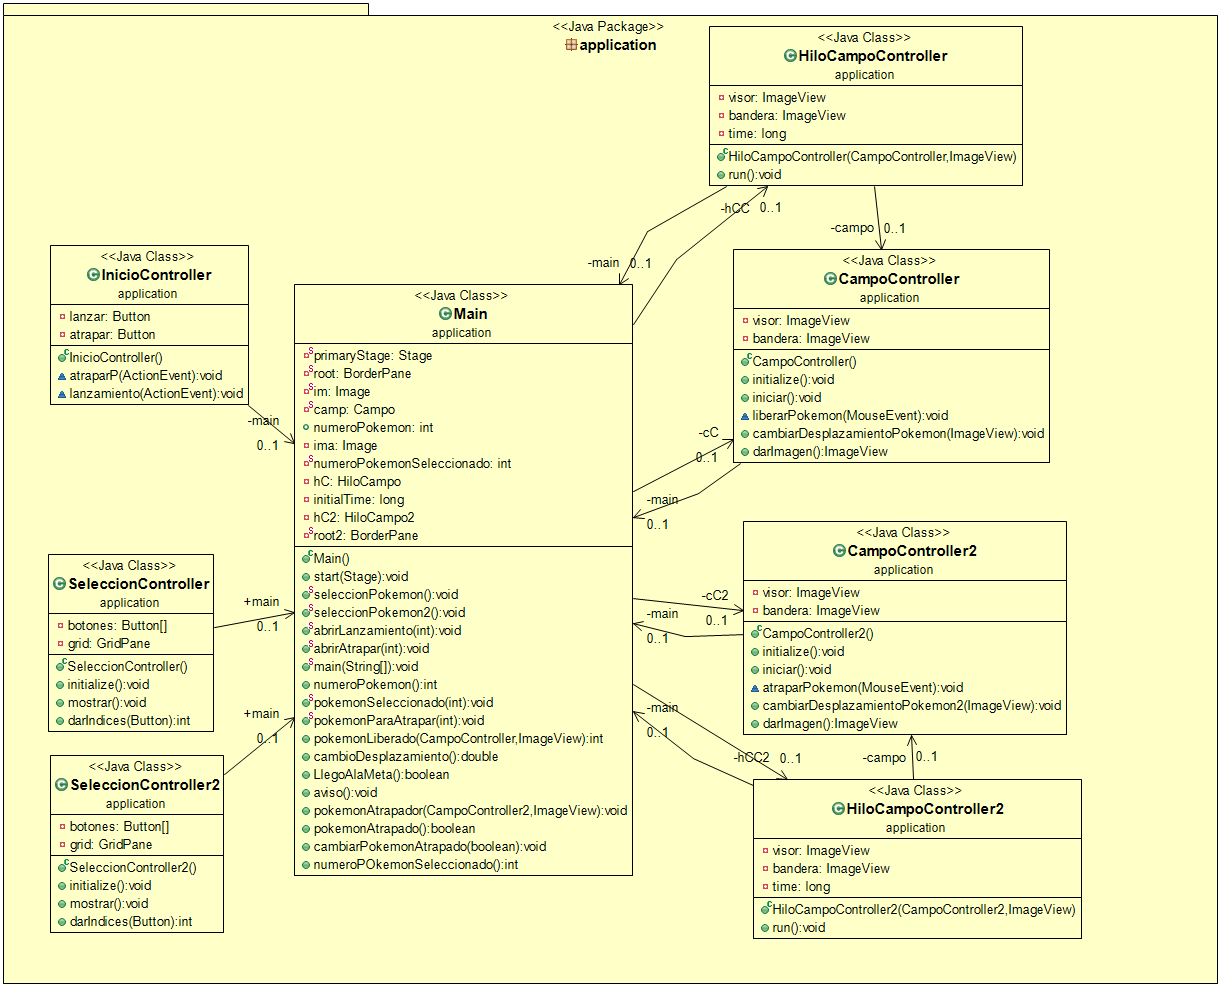 <<Java Package>>
application
<<Java Class>>
HiloCampoController
application
visor: ImageView
bandera: ImageView
time: long
HiloCampoController(CampoController,ImageView)
run():void
-hCC 0..1
-main 0..1
-campo 0..1
<<Java Class>>
InicioController
application
lanzar: Button
atrapar: Button
InicioController()
atraparP(ActionEvent):void
lanzamiento(ActionEvent):void
-main
0..1
<<Java Class>>
Main
application
primaryStage: Stage
root: BorderPane
im: Image
camp: Campo
numeroPokemon: int
ima: Image
numeroPokemonSeleccionado: int
hC: HiloCampo
initialTime: long
hC2: HiloCampo2
root2: BorderPane
Main()
start(Stage):void
seleccionPokemon():void
seleccionPokemon2():void
abrirLanzamiento(int):void
abrirAtrapar(int):void
main(String[]):void
numeroPokemon():int
pokemonSeleccionado(int):void
pokemonParaAtrapar(int):void
pokemonLiberado(CampoController,ImageView):int
cambioDesplazamiento():double
LlegoAlaMeta():boolean
aviso():void
pokemonAtrapador(CampoController2,ImageView):void
pokemonAtrapado():boolean
cambiarPokemonAtrapado(boolean):void
numeroPOkemonSeleccionado():int
<<Java Class>>
CampoController
application
visor: ImageView
bandera: ImageView
CampoController()
initialize():void
iniciar():void
liberarPokemon(MouseEvent):void
cambiarDesplazamientoPokemon(ImageView):void
darImagen():ImageView
-cC
0..1
-main
0..1
<<Java Class>>
CampoController2
application
visor: ImageView
bandera: ImageView
CampoController2()
initialize():void
iniciar():void
atraparPokemon(MouseEvent):void
cambiarDesplazamientoPokemon2(ImageView):void
darImagen():ImageView
-cC2
0..1
-main
0..1
<<Java Class>>
SeleccionController
application
botones: Button[]
grid: GridPane
SeleccionController()
initialize():void
mostrar():void
darIndices(Button):int
+main
0..1
<<Java Class>>
SeleccionController2
application
botones: Button[]
grid: GridPane
SeleccionController2()
initialize():void
mostrar():void
darIndices(Button):int
+main
0..1
-main
0..1
-hCC2 0..1
-campo 0..1
<<Java Class>>
HiloCampoController2
application
visor: ImageView
bandera: ImageView
time: long
HiloCampoController2(CampoController2,ImageView)
run():void